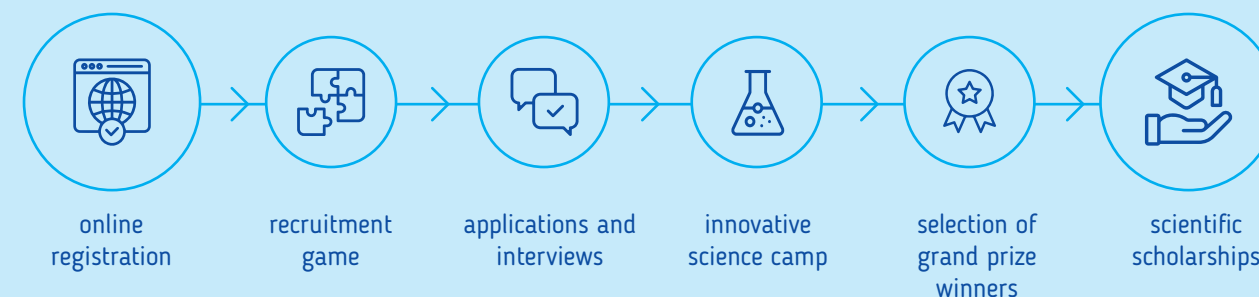 online
registration
recruitment
game
applications and
interviews
innovative
science camp
selection of
grand prize
winners
scientific
scholarships